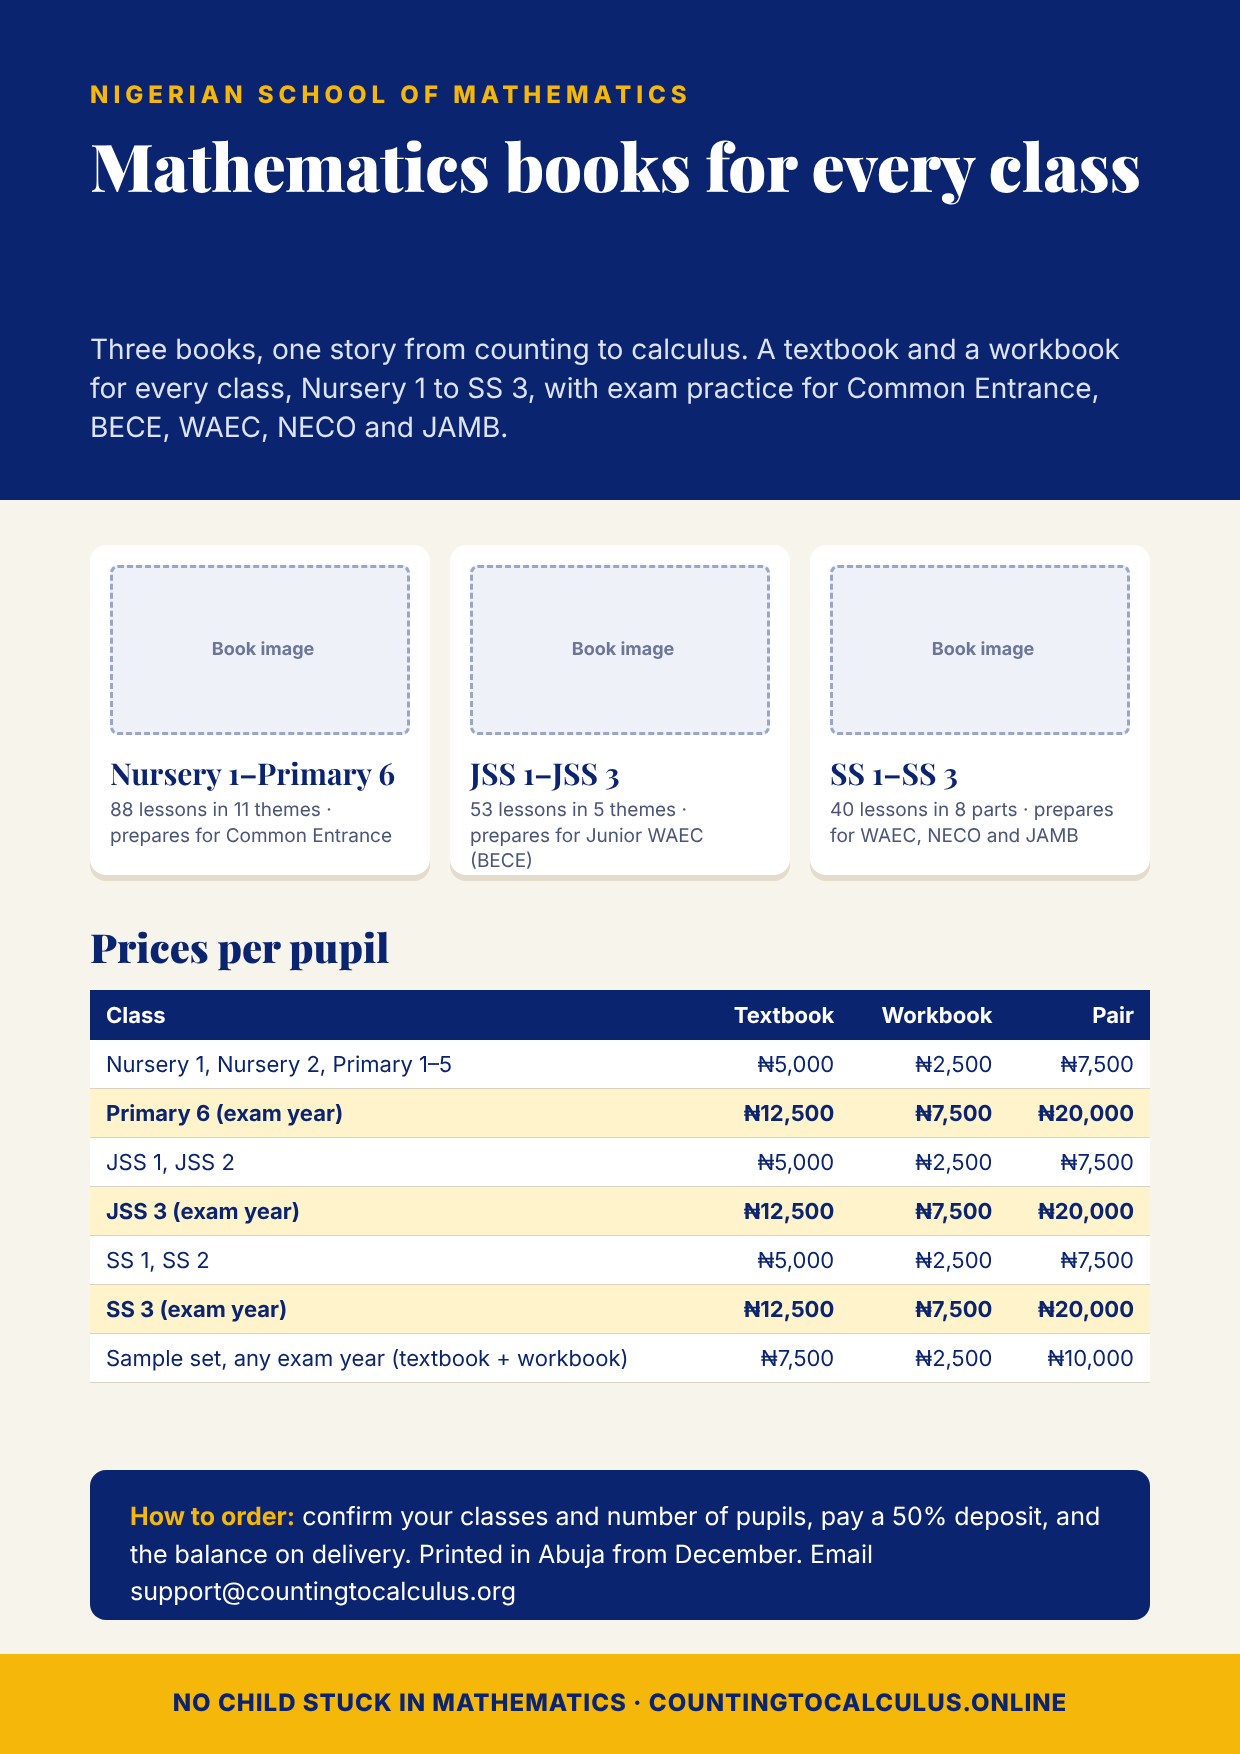 NIGERIAN SCHOOL OF MATHEMATICS
Mathematics books for every class
Three books, one story from counting to calculus. A textbook and a workbook
for every class, Nursery 1 to SS 3, with exam practice for Common Entrance,
BECE, WAEC, NECO and JAMB.
Book image
Nursery 1–Primary 6
88 lessons in 11 themes ·
prepares for Common Entrance
Book image
JSS 1–JSS 3
53 lessons in 5 themes ·
prepares for Junior WAEC
(BECE)
Book image
SS 1–SS 3
40 lessons in 8 parts · prepares
for WAEC, NECO and JAMB
Prices per pupil
Class Textbook Workbook Pair
Nursery 1, Nursery 2, Primary 1–5 ₦5,000 ₦2,500 ₦7,500
Primary 6 (exam year) ₦12,500 ₦7,500 ₦20,000
JSS 1, JSS 2 ₦5,000 ₦2,500 ₦7,500
JSS 3 (exam year) ₦12,500 ₦7,500 ₦20,000
SS 1, SS 2 ₦5,000 ₦2,500 ₦7,500
SS 3 (exam year) ₦12,500 ₦7,500 ₦20,000
Sample set, any exam year (textbook + workbook) ₦7,500 ₦2,500 ₦10,000
How to order: confirm your classes and number of pupils, pay a 50% deposit, and
the balance on delivery. Printed in Abuja from December. Email
support@countingtocalculus.org
NO CHILD STUCK IN MATHEMATICS · COUNTINGTOCALCULUS.ONLINE